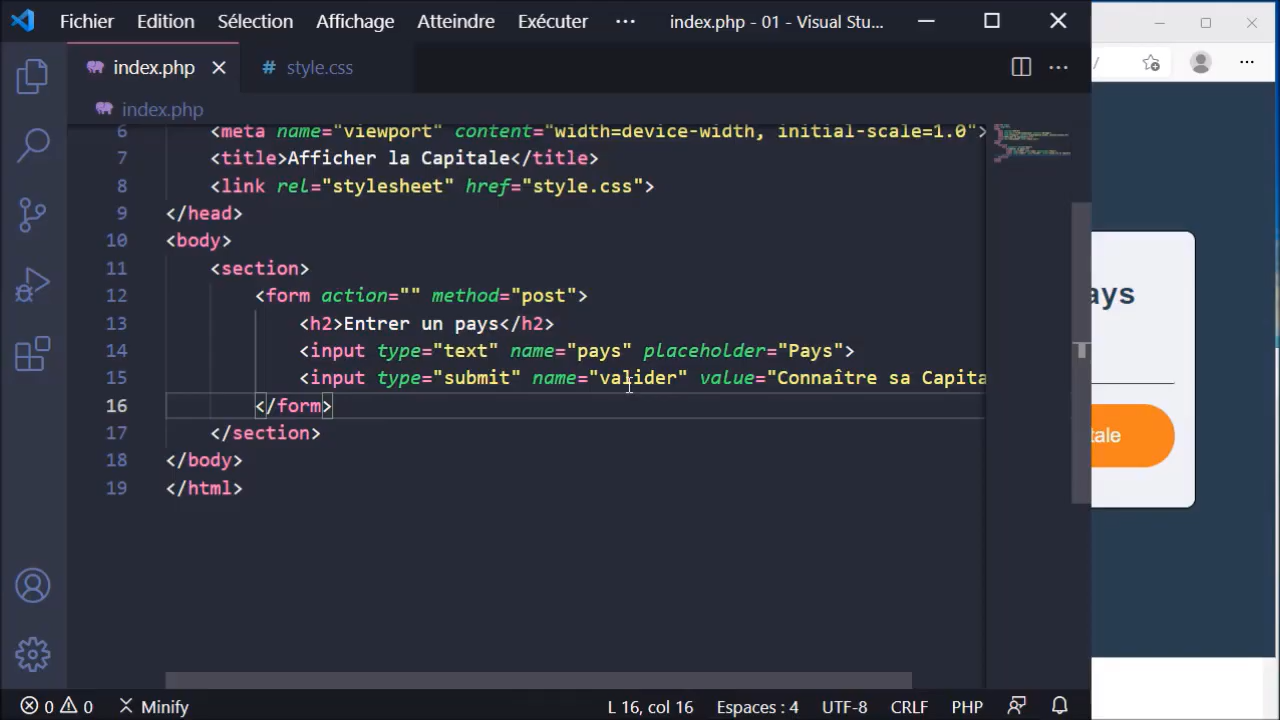 Fichier Edition Sélection Affichage Atteindre Exécuter ··· index.php - 01 - Visual Stu...
index.php # style.css
index.php
6 <meta name="viewport" content="width=device-width, initial-scale=1.0">
7 <title>Afficher la Capitale</title>
8 <link rel="stylesheet" href="style.css">
9 </head>
10 <body>
11 <section>
12 <form action="" method="post">
13 <h2>Entrer un pays</h2>
14 <input type="text" name="pays" placeholder="Pays">
15 <input type="submit" name="valider" value="Connaître sa Capita
16 </form>
17 </section>
18 </body>
19 </html>
ays
tale
0 0 Minify L 16, col 16 Espaces : 4 UTF-8 CRLF PHP